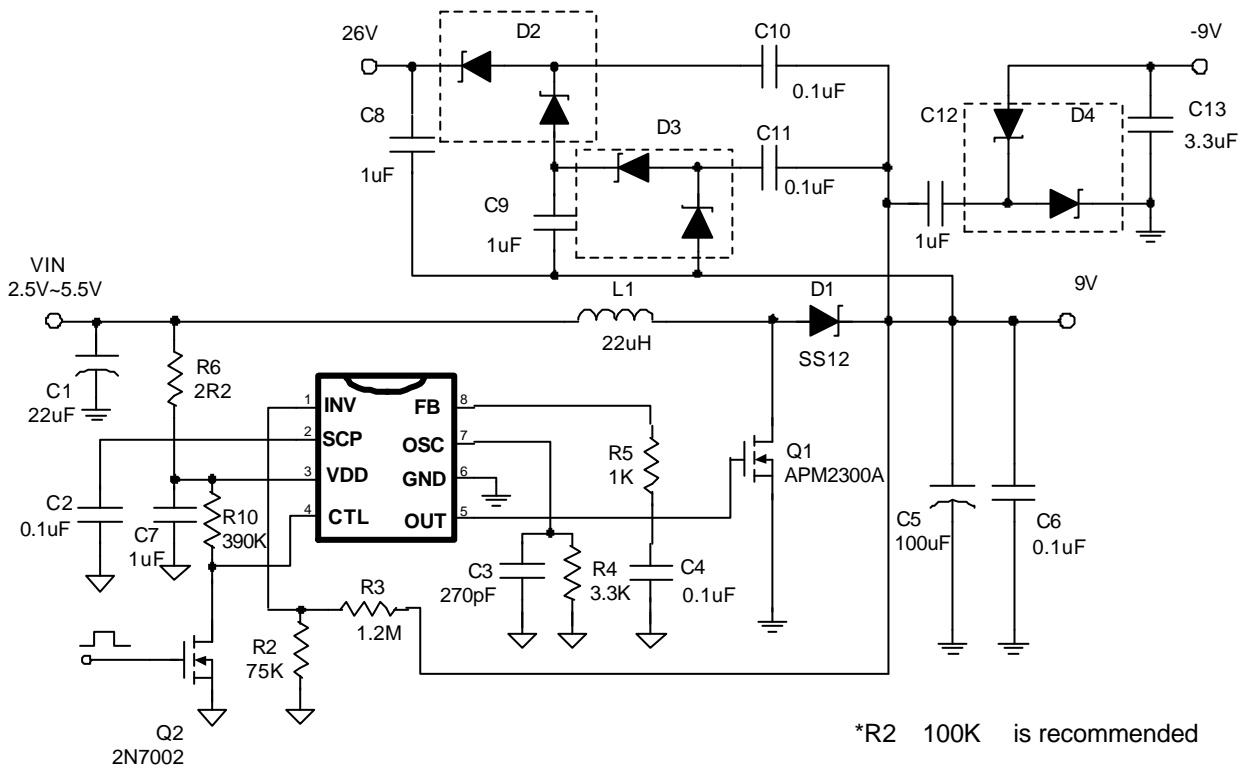 26V
D2
C10
0.1uF
-9V
C8
1uF
D3
C11
0.1uF
C12
1uF
D4
C13
3.3uF
C9
1uF
VIN
2.5V~5.5V
L1
22uH
D1
SS12
9V
C1
22uF
R6
2R2
1
INV
2
SCP
3
VDD
4
CTL
FB
8
OSC
7
GND
6
OUT
5
R5
1K
Q1
APM2300A
C2
0.1uF
C7
1uF
R10
390K
C3
270pF
R4
3.3K
C4
0.1uF
C5
100uF
C6
0.1uF
R3
1.2M
R2
75K
Q2
2N7002
*R2 100K is recommended